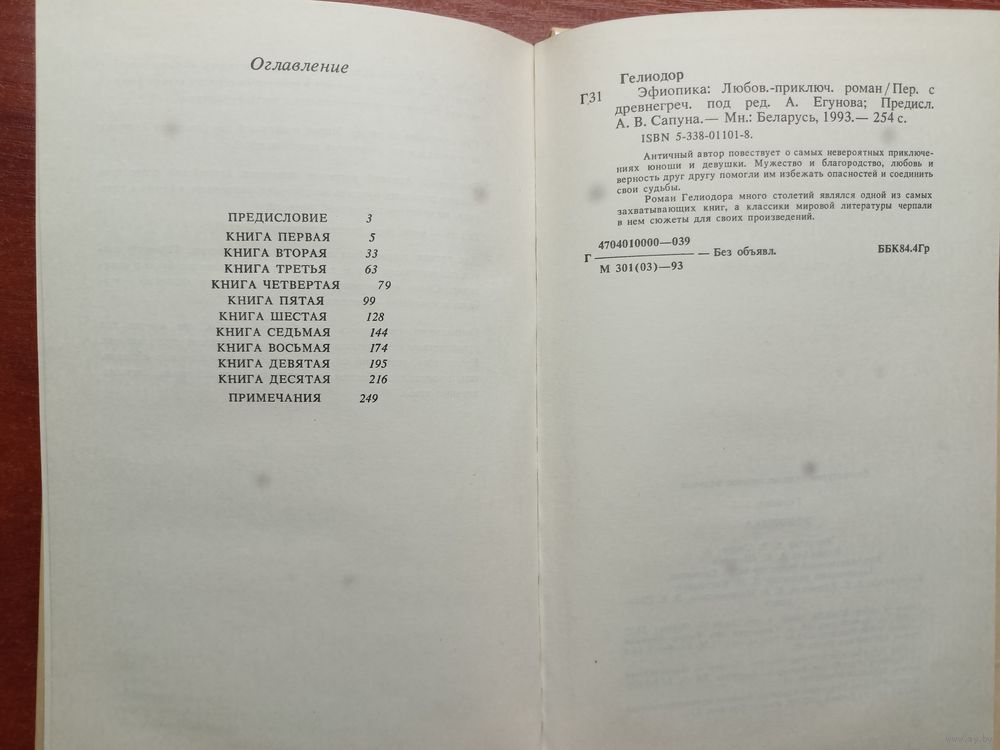 Оглавление
ПРЕДИСЛОВИЕ 3
КНИГА ПЕРВАЯ 5
КНИГА ВТОРАЯ 33
КНИГА ТРЕТЬЯ 63
КНИГА ЧЕТВЕРТАЯ 79
КНИГА ПЯТАЯ 99
КНИГА ШЕСТАЯ 128
КНИГА СЕДЬМАЯ 144
КНИГА ВОСЬМАЯ 174
КНИГА ДЕВЯТАЯ 195
КНИГА ДЕСЯТАЯ 216
ПРИМЕЧАНИЯ 249
Гелиодор
Г31 Эфиопика: Любов.-приключ. роман/Пер. с
древнегреч. под ред. А. Егунова; Предисл.
А. В. Сапуна.— Мн.: Беларусь, 1993.— 254 с.
ISBN 5-338-01101-8.
Античный автор повествует о самых невероятных приключе-
ниях юноши и девушки. Мужество и благородство, любовь и
верность друг другу помогли им избежать опасностей и соединить
свои судьбы.
Роман Гелиодора много столетий являлся одной из самых
захватывающих книг, а классики мировой литературы черпали
в нем сюжеты для своих произведений.
Г 4704010000—039 — Без объявл. ББК84.4Гр
М 301(03)—93
www.ay.by